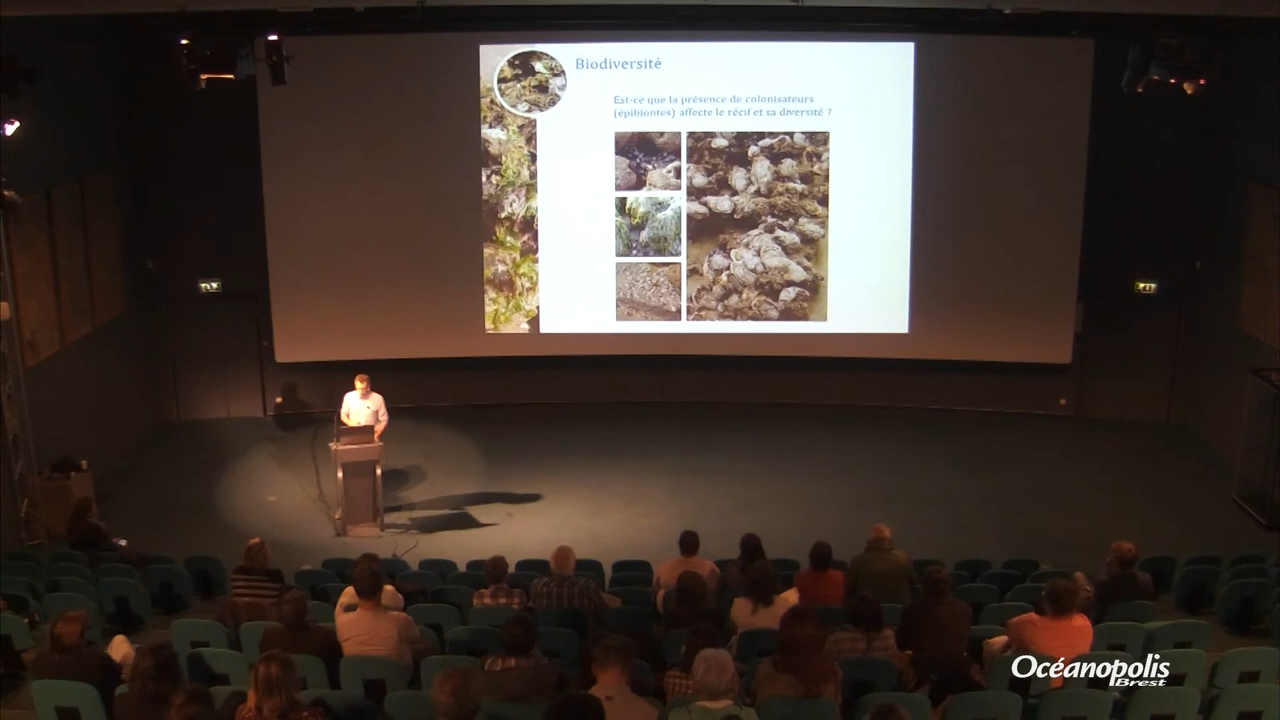 Biodiversité
Est-ce que la présence de colonisateurs
(épibiontes) affecte le récif et sa diversité ?
Océanopolis
Brest